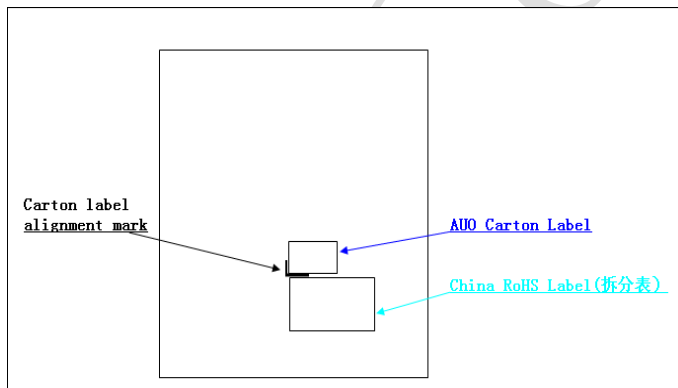 Carton label
alignment mark
AUO Carton Label
China RoHS Label(拆分表）